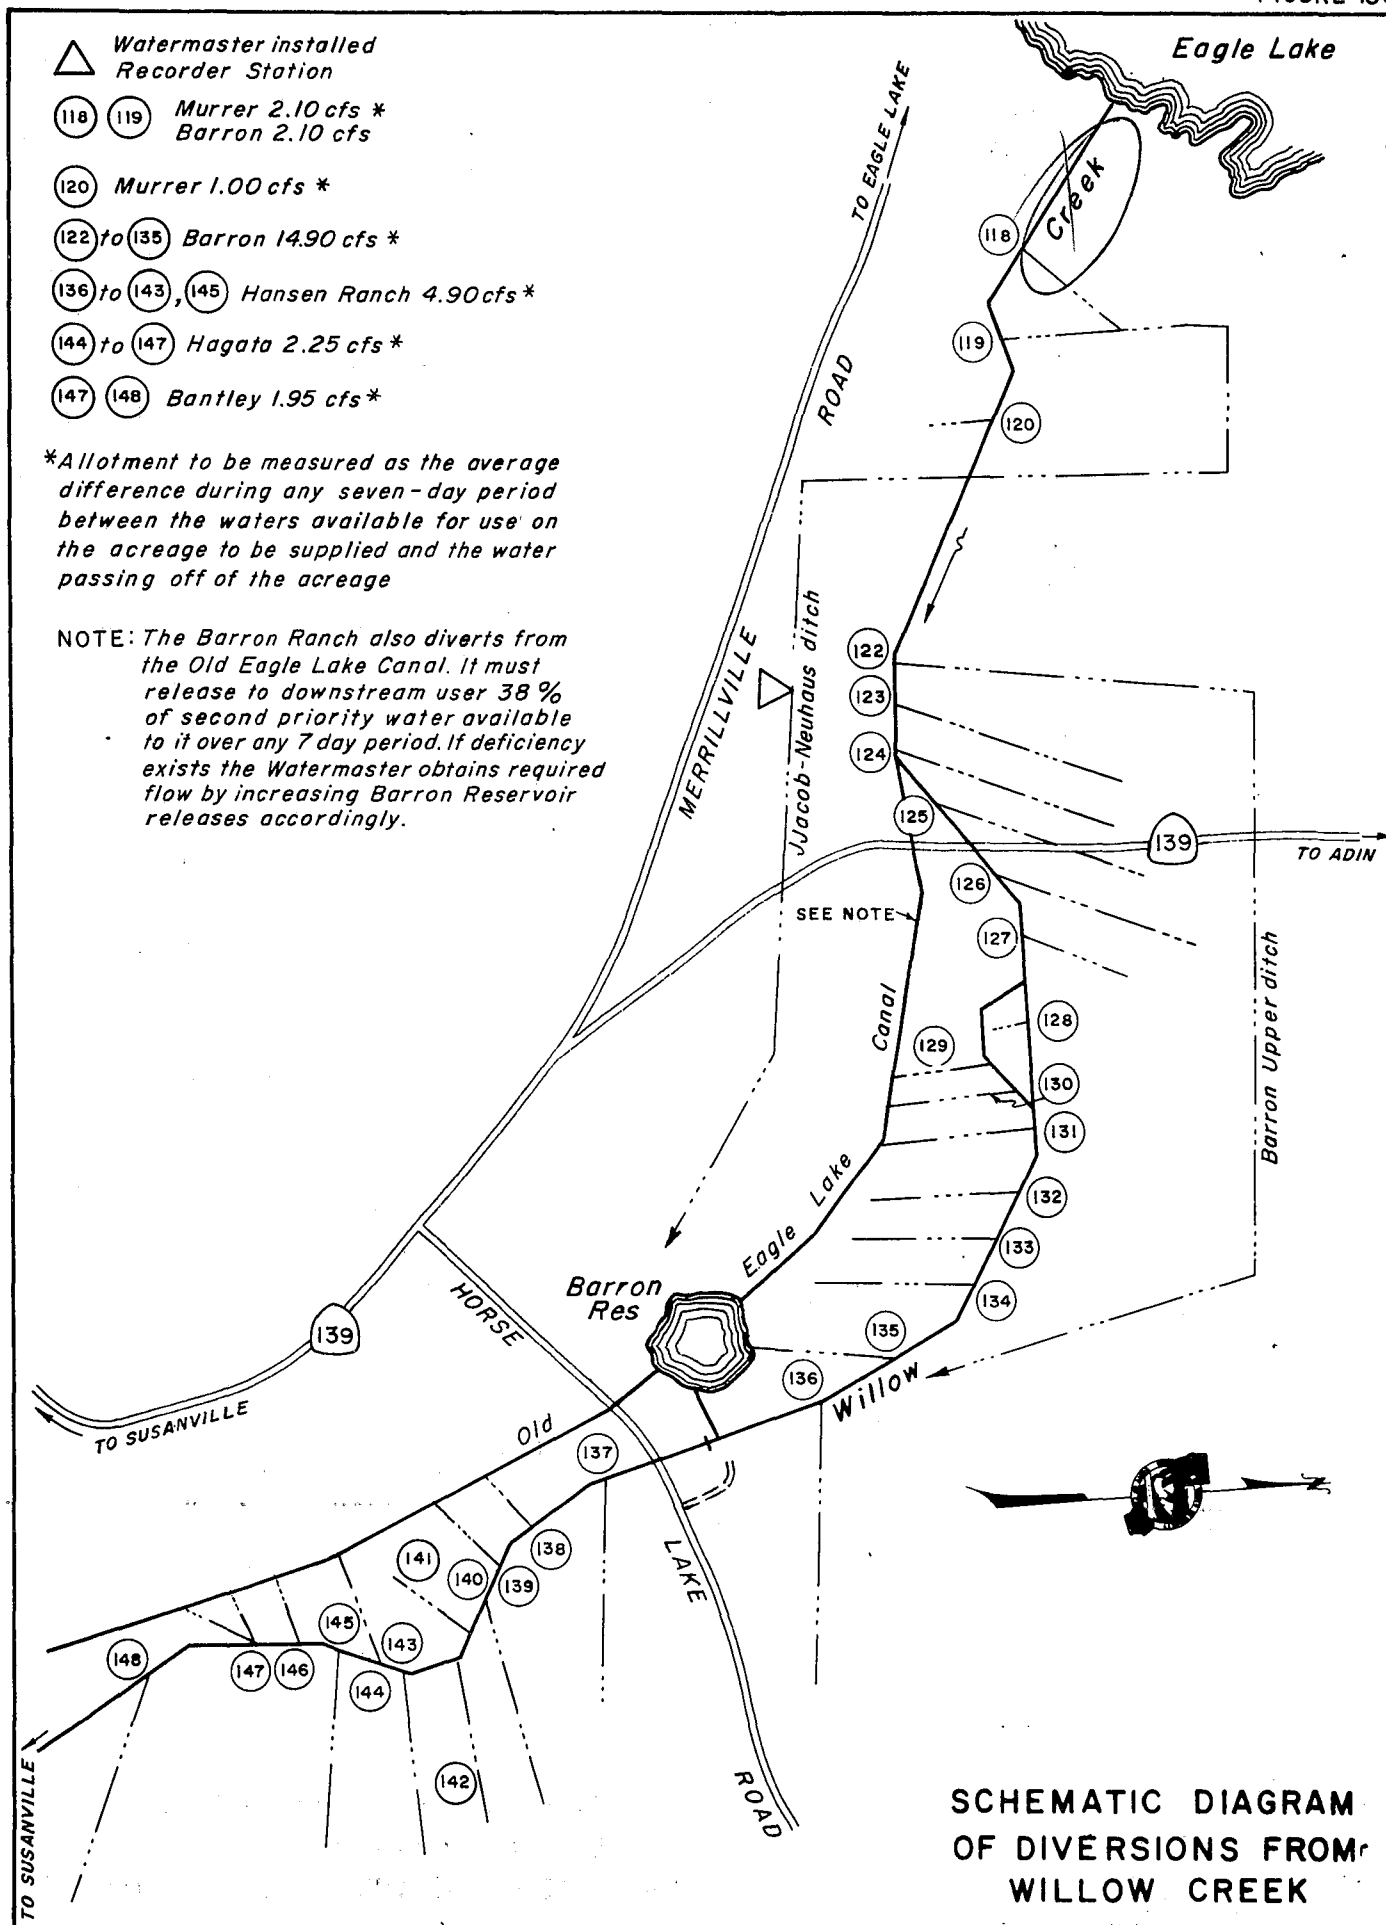 Eagle Lake
Watermaster installed
Recorder Station
118 119 Murrer 2.10 cfs *
Barron 2.10 cfs
120 Murrer 1.00 cfs *
122 to 135 Barron 14.90 cfs *
136 to 143, 145 Hansen Ranch 4.90 cfs *
144 to 147 Hagata 2.25 cfs *
147 148 Bantley 1.95 cfs *
*Allotment to be measured as the average
difference during any seven-day period
between the waters available for use on
the acreage to be supplied and the water
passing off of the acreage
NOTE: The Barron Ranch also diverts from
the Old Eagle Lake Canal. It must
release to downstream user 38 %
of second priority water available
to it over any 7 day period. If deficiency
exists the Watermaster obtains required
flow by increasing Barron Reservoir
releases accordingly.
TO EAGLE LAKE
MERRILLVILLE ROAD
Creek
118
119
120
JJacob-Neuhaus ditch
122
123
124
125
139
TO ADIN
126
SEE NOTE
127
Barron Upper ditch
128
129
130
131
132
133
134
135
136
Canal
Eagle Lake
Barron
Res
Willow
HORSE
139
TO SUSANVILLE
Old
137
138
139
140
141
LAKE
ROAD
142
143
144
145
146
147
148
TO SUSANVILLE
SCHEMATIC DIAGRAM
OF DIVERSIONS FROM
WILLOW CREEK